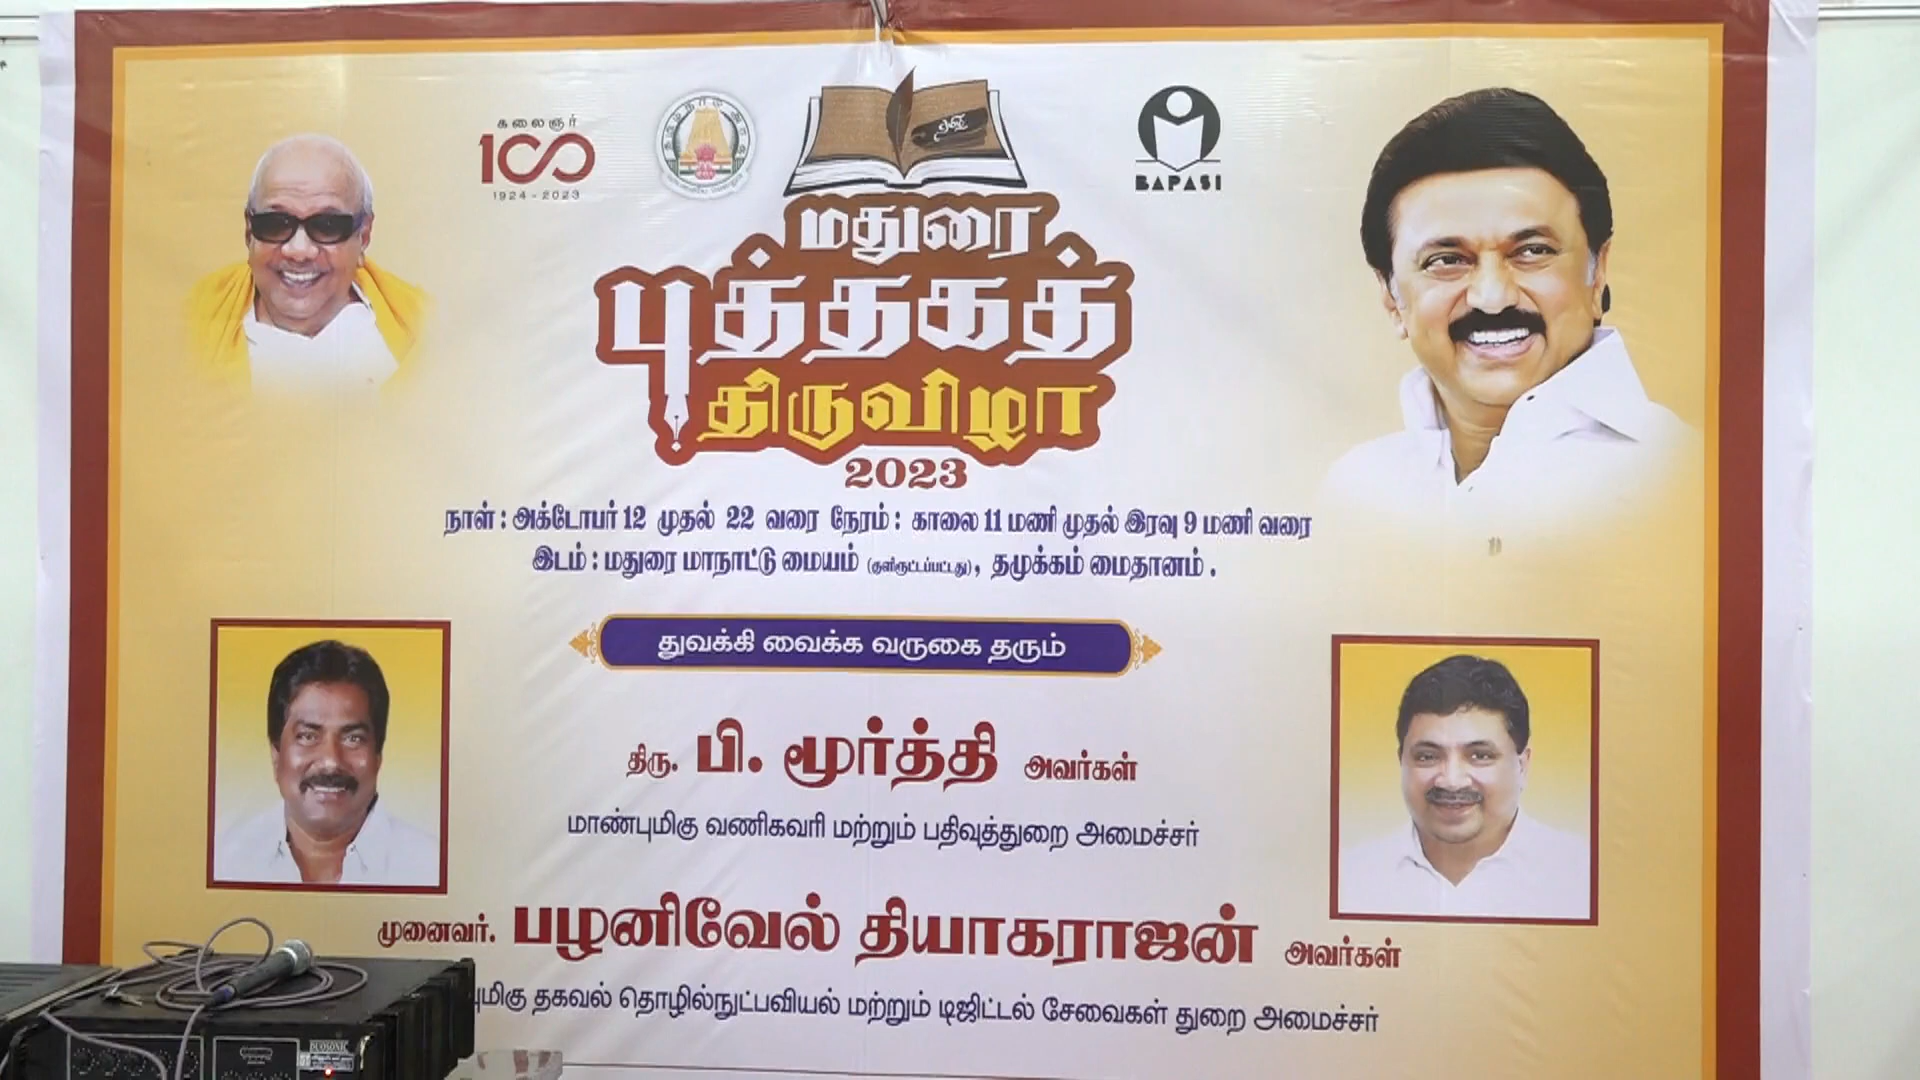 கலைஞர்
100
1924 - 2023
தமிழ்
BAPASI
மதுரை
புத்தகத்
திருவிழா
2023
நாள் : அக்டோபர் 12 முதல் 22 வரை நேரம் : காலை 11 மணி முதல் இரவு 9 மணி வரை
இடம் : மதுரை மாநாட்டு மையம் (குளிரூட்டப்பட்டது), தமுக்கம் மைதானம் .
துவக்கி வைக்க வருகை தரும்
திரு. பி. மூர்த்தி அவர்கள்
மாண்புமிகு வணிகவரி மற்றும் பதிவுத்துறை அமைச்சர்
முனைவர். பழனிவேல் தியாகராஜன் அவர்கள்
புமிகு தகவல் தொழில்நுட்பவியல் மற்றும் டிஜிட்டல் சேவைகள் துறை அமைச்சர்
DUOSONIC